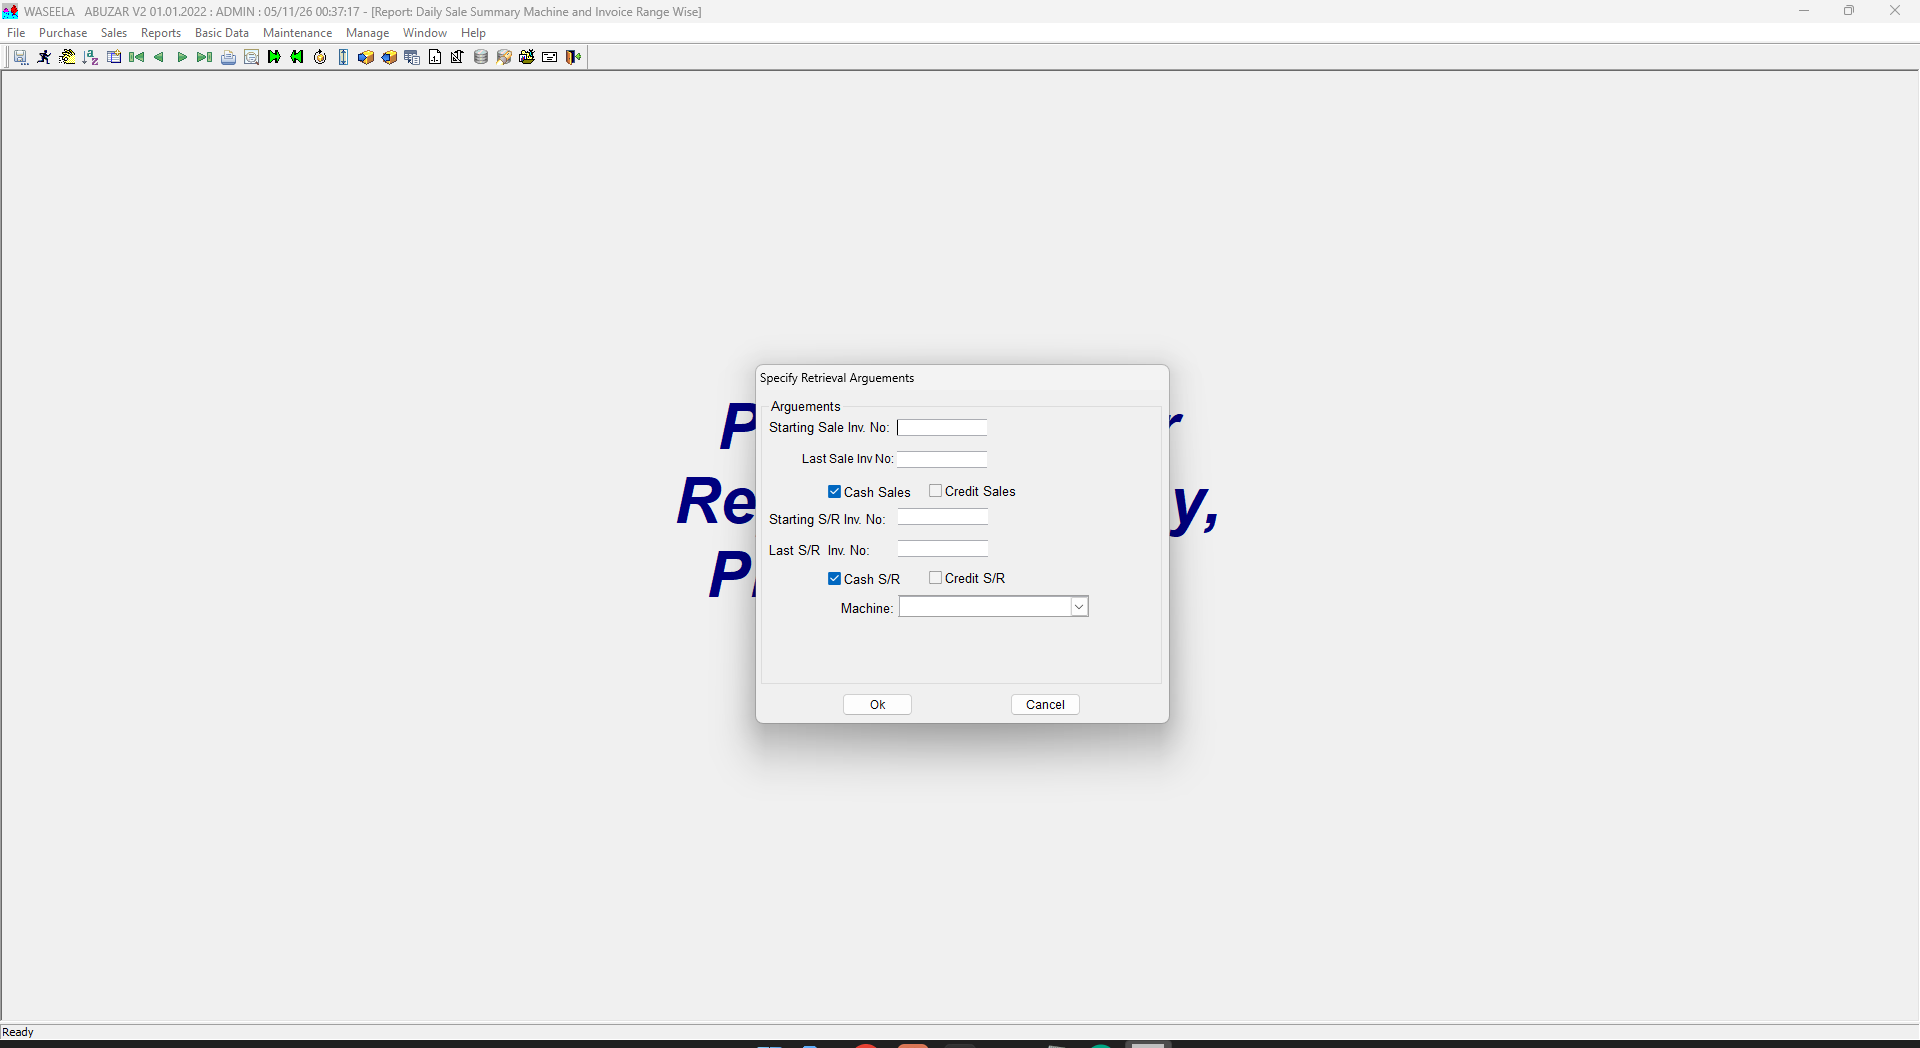 WASEELA   ABUZAR V2 01.01.2022 : ADMIN : 05/11/26 00:37:17 - [Report: Daily Sale Summary Machine and Invoice Range Wise]
File Purchase Sales Reports Basic Data Maintenance Manage Window Help
Specify Retrieval Arguements
Arguements
Starting Sale Inv. No:
Last Sale Inv No:
Cash Sales Credit Sales
Starting S/R Inv. No:
Last S/R Inv. No:
Cash S/R Credit S/R
Machine:
Ok Cancel
Ready